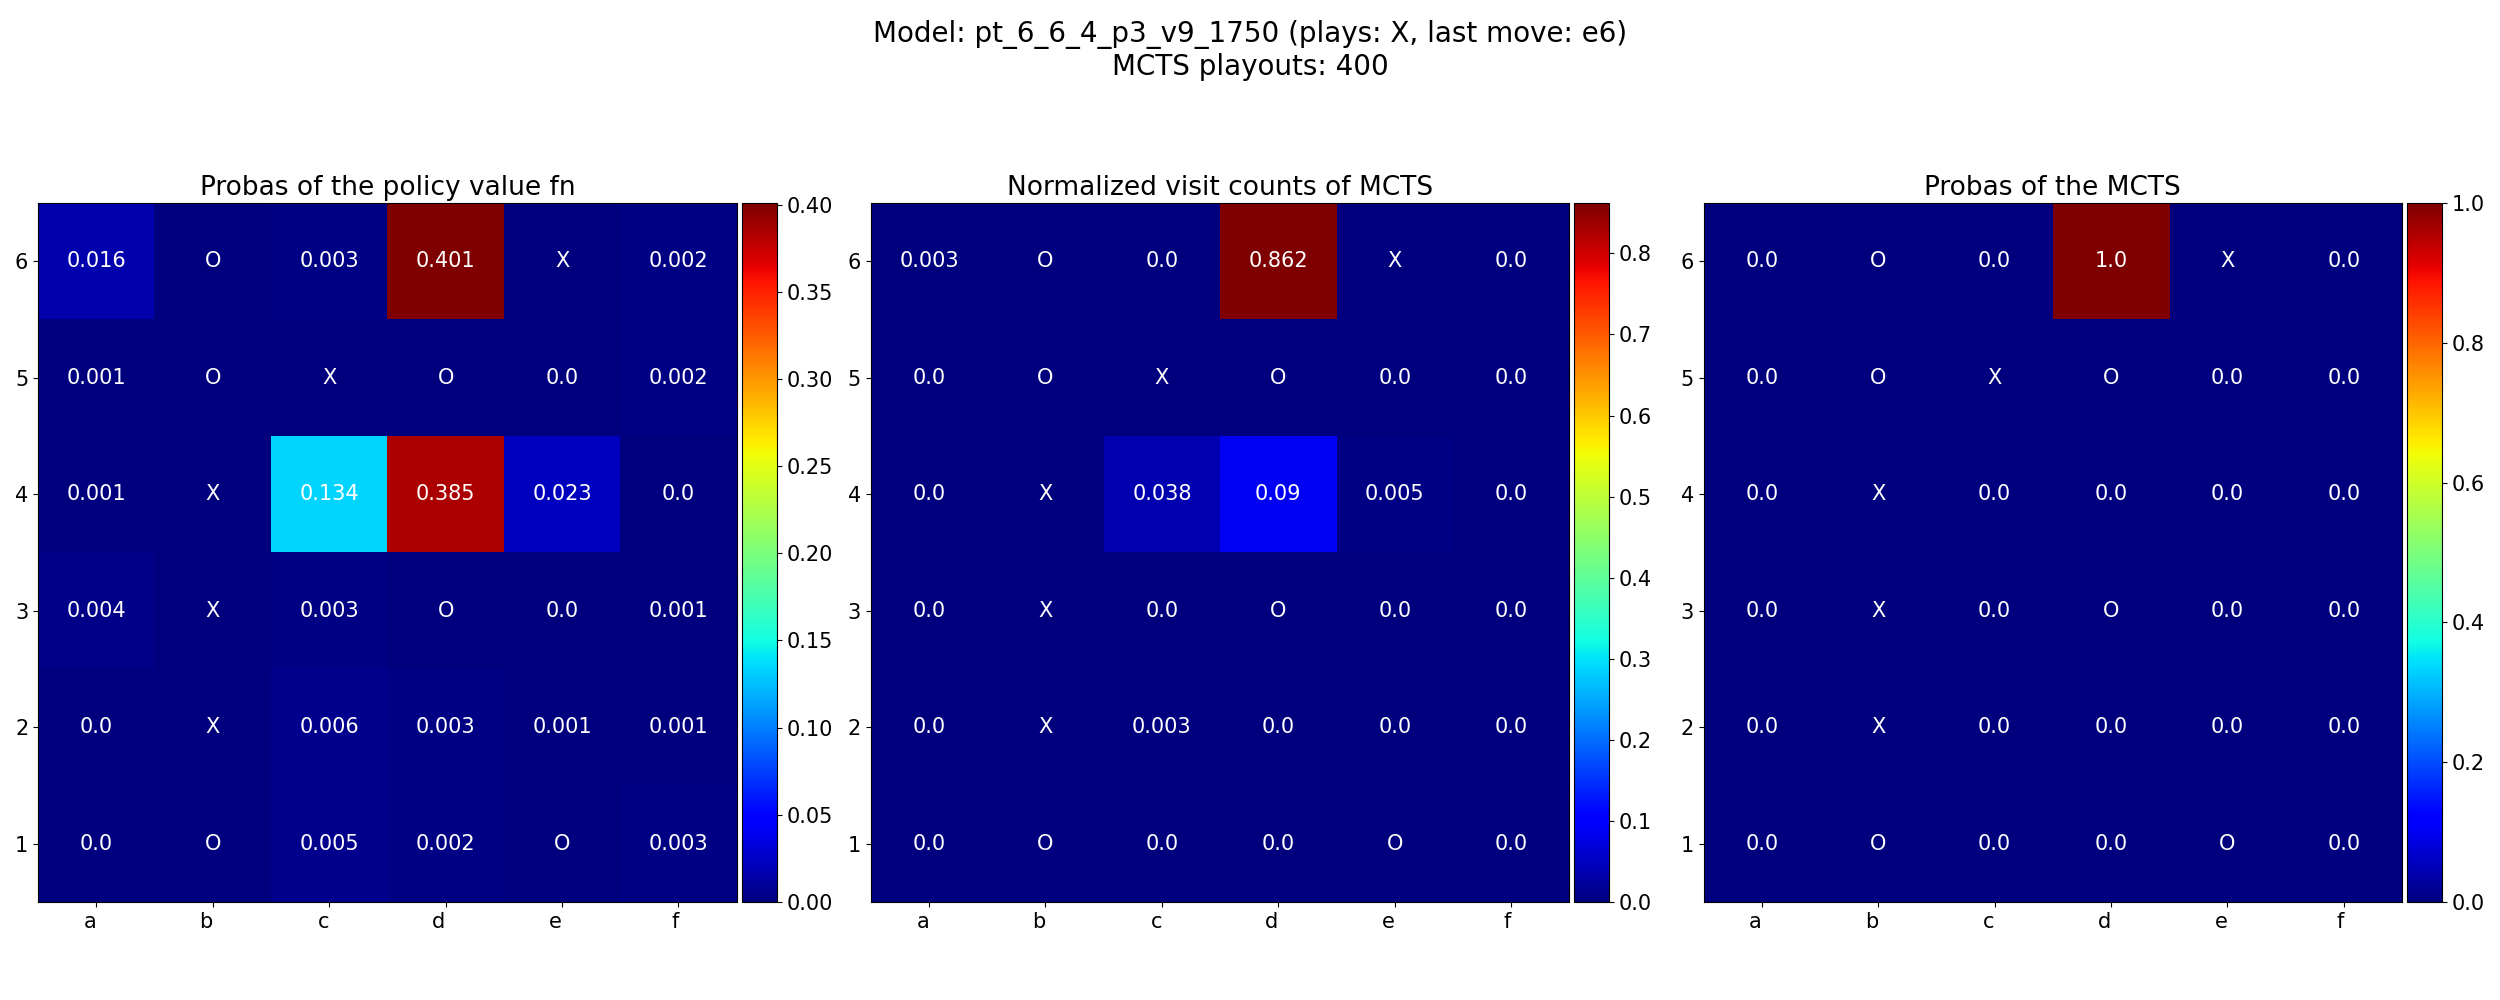 Model: pt_6_6_4_p3_v9_1750 (plays: X, last move: e6)
MCTS playouts: 400
Probas of the policy value fn
6 0.016 O 0.003 0.401 X 0.002
5 0.001 O X O 0.0 0.002
4 0.001 X 0.134 0.385 0.023 0.0
3 0.004 X 0.003 O 0.0 0.001
2 0.0 X 0.006 0.003 0.001 0.001
1 0.0 O 0.005 0.002 O 0.003
a b c d e f
0.40
0.35
0.30
0.25
0.20
0.15
0.10
0.05
0.00
Normalized visit counts of MCTS
6 0.003 O 0.0 0.862 X 0.0
5 0.0 O X O 0.0 0.0
4 0.0 X 0.038 0.09 0.005 0.0
3 0.0 X 0.0 O 0.0 0.0
2 0.0 X 0.003 0.0 0.0 0.0
1 0.0 O 0.0 0.0 O 0.0
a b c d e f
0.8
0.7
0.6
0.5
0.4
0.3
0.2
0.1
0.0
Probas of the MCTS
6 0.0 O 0.0 1.0 X 0.0
5 0.0 O X O 0.0 0.0
4 0.0 X 0.0 0.0 0.0 0.0
3 0.0 X 0.0 O 0.0 0.0
2 0.0 X 0.0 0.0 0.0 0.0
1 0.0 O 0.0 0.0 O 0.0
a b c d e f
1.0
0.8
0.6
0.4
0.2
0.0